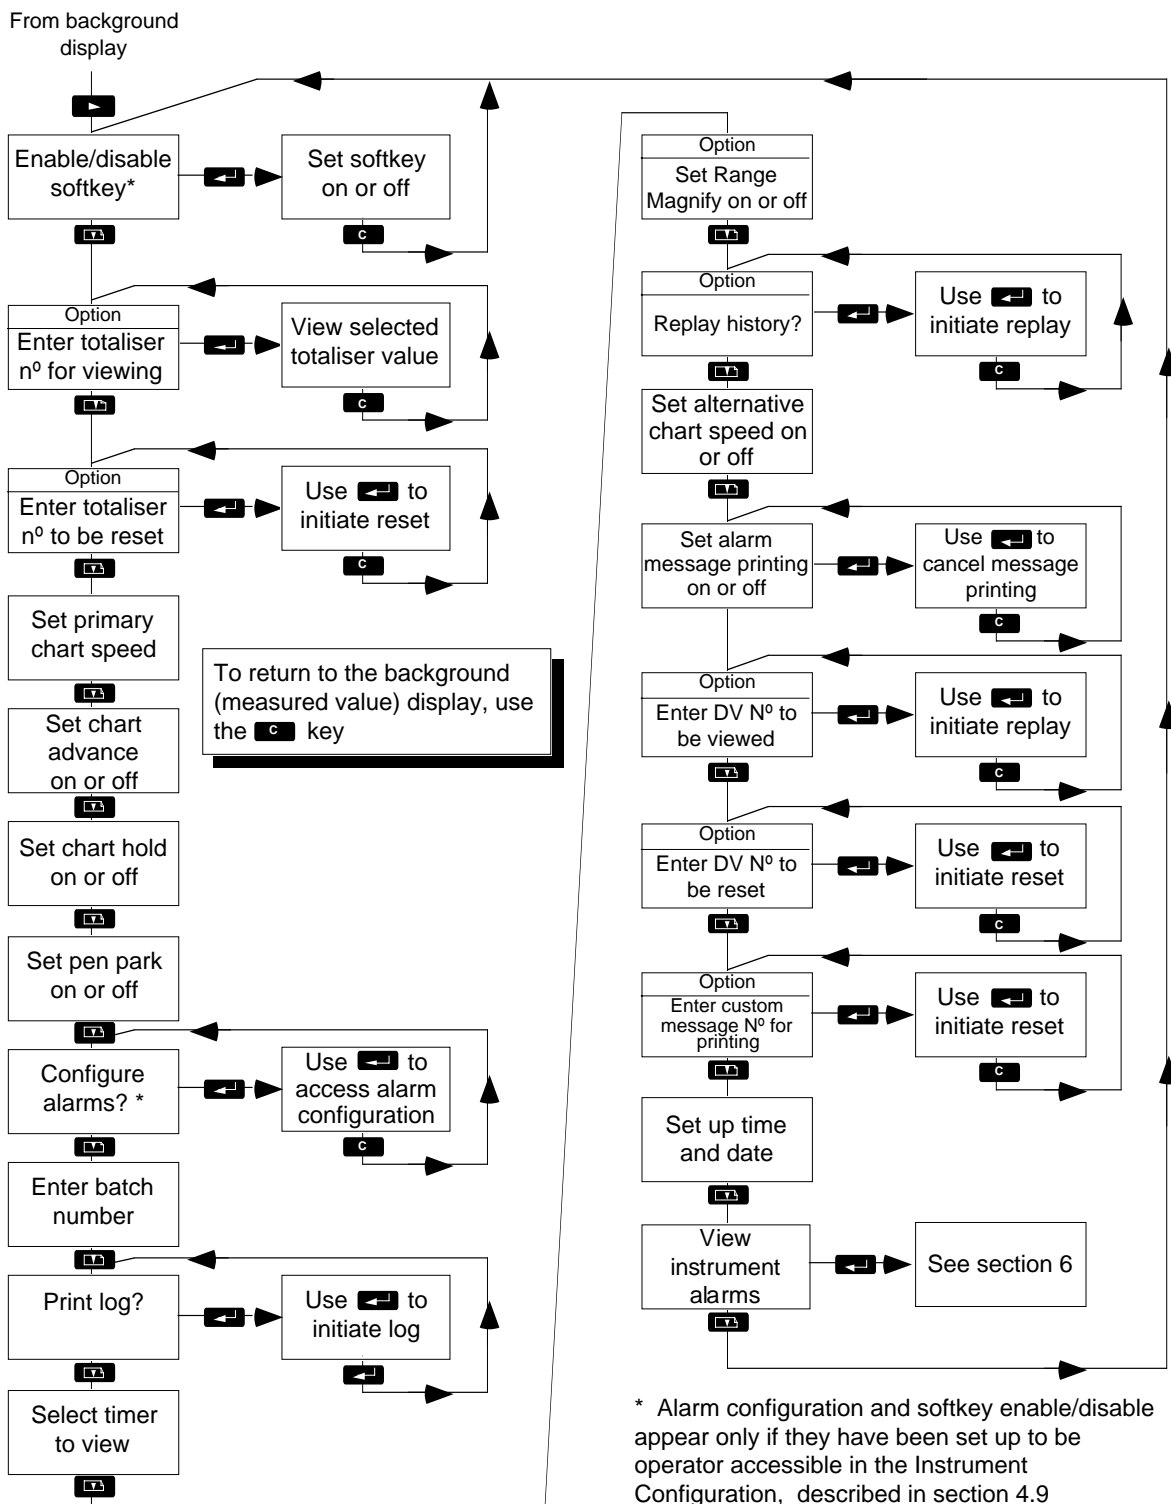 From background
display
Enable/disable
softkey*
Set softkey
on or off
C
Option
Enter totaliser
nº for viewing
View selected
totaliser value
C
Option
Enter totaliser
nº to be reset
Use to
initiate reset
C
Set primary
chart speed
To return to the background
(measured value) display, use
the C key
Set chart
advance
on or off
Set chart hold
on or off
Set pen park
on or off
Configure
alarms? *
Use to
access alarm
configuration
C
Enter batch
number
Print log?
Use to
initiate log
Select timer
to view
Option
Set Range
Magnify on or off
Option
Replay history?
Use to
initiate replay
C
Set alternative
chart speed on
or off
Set alarm
message printing
on or off
Use to
cancel message
printing
C
Option
Enter DV Nº to
be viewed
Use to
initiate replay
C
Option
Enter DV Nº to
be reset
Use to
initiate reset
C
Option
Enter custom
message Nº for
printing
Use to
initiate reset
C
Set up time
and date
View
instrument
alarms
See section 6
* Alarm configuration and softkey enable/disable
appear only if they have been set up to be
operator accessible in the Instrument
Configuration, described in section 4.9